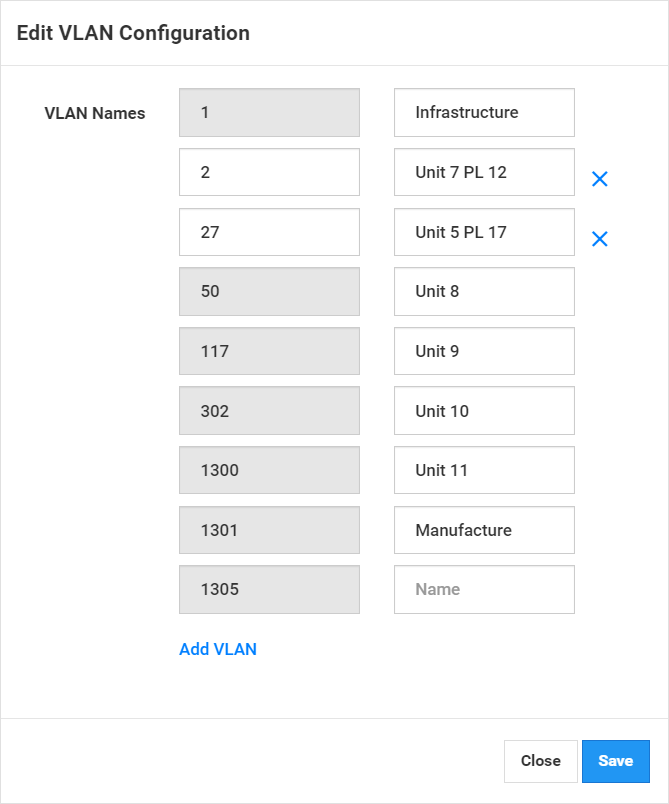 Edit VLAN Configuration
VLAN Names 1 Infrastructure
2 Unit 7 PL 12
27 Unit 5 PL 17
50 Unit 8
117 Unit 9
302 Unit 10
1300 Unit 11
1301 Manufacture
1305 Name
Add VLAN
Close Save